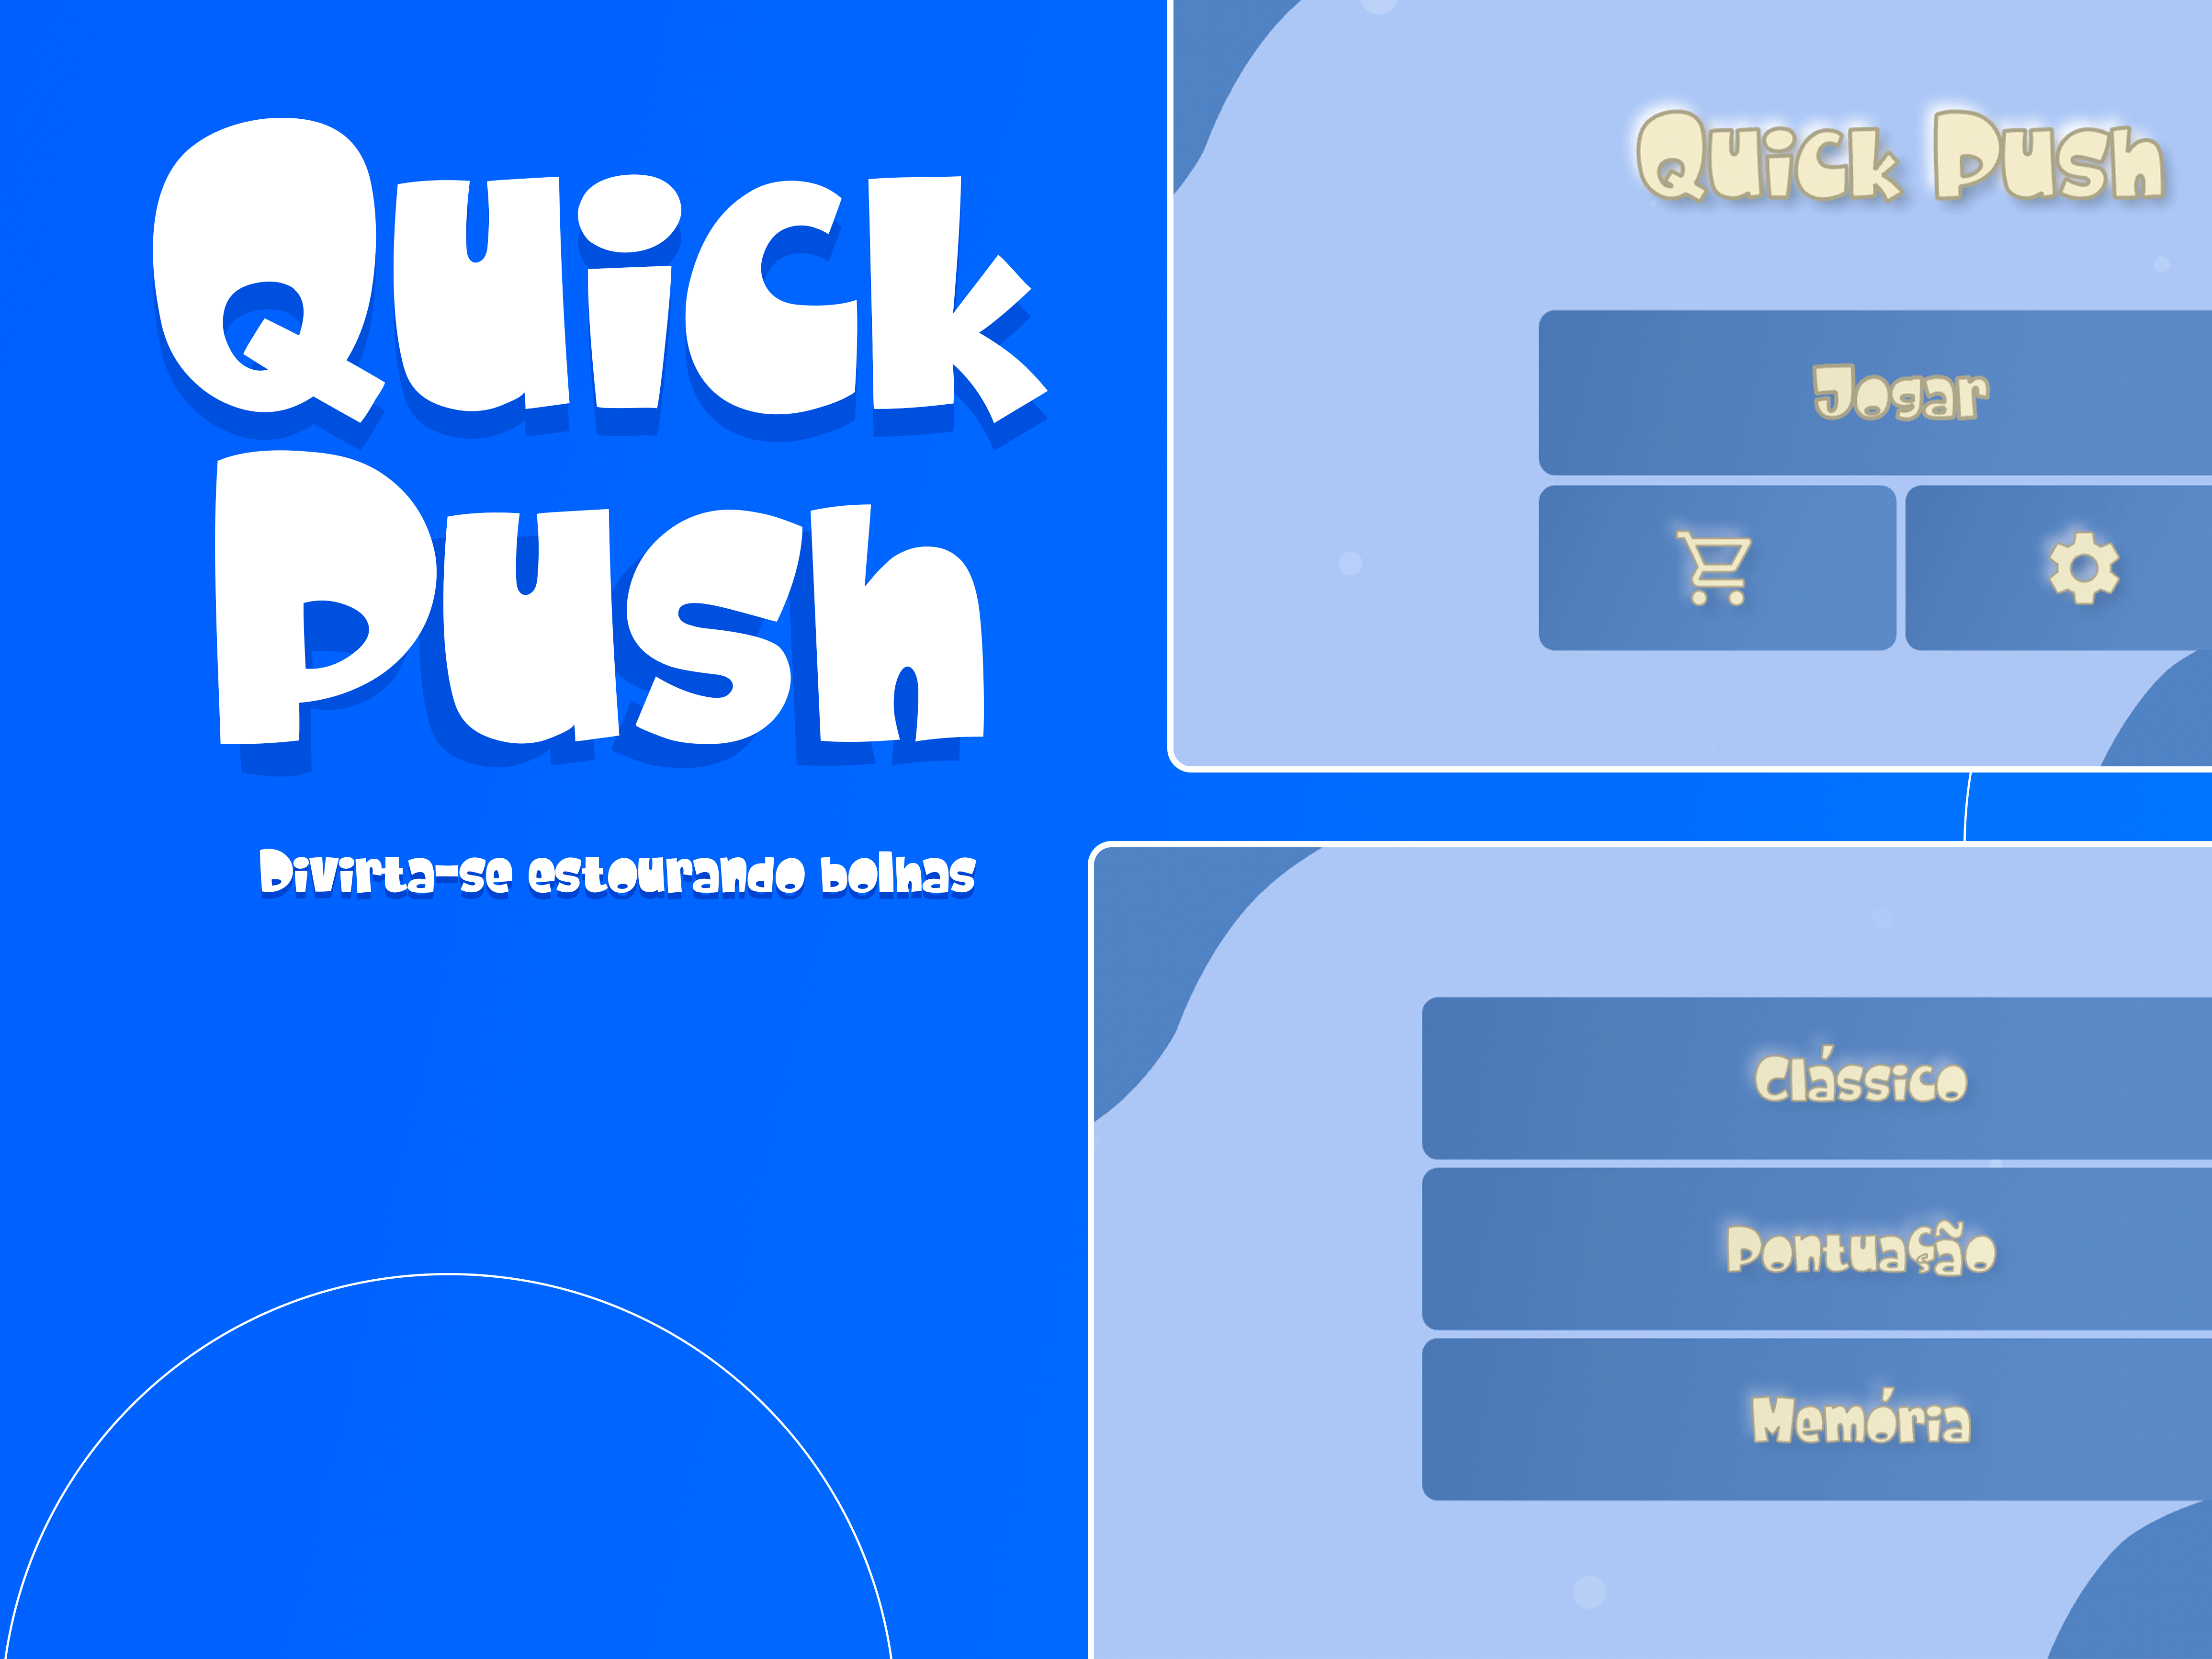 Quick
Push
Divirta-se estourando bolhas
Quick Push
Jogar
Clássico
Pontuação
Memória